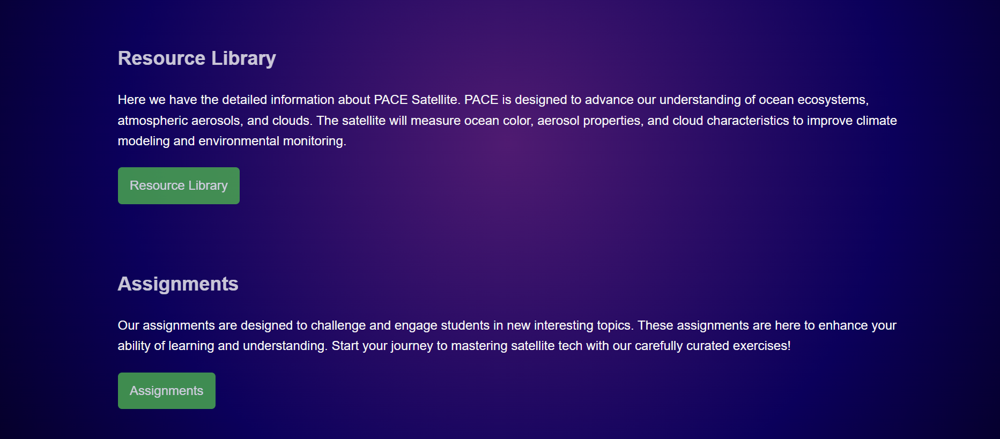 Resource Library
Here we have the detailed information about PACE Satellite. PACE is designed to advance our understanding of ocean ecosystems,
atmospheric aerosols, and clouds. The satellite will measure ocean color, aerosol properties, and cloud characteristics to improve climate
modeling and environmental monitoring.
Resource Library
Assignments
Our assignments are designed to challenge and engage students in new interesting topics. These assignments are here to enhance your
ability of learning and understanding. Start your journey to mastering satellite tech with our carefully curated exercises!
Assignments